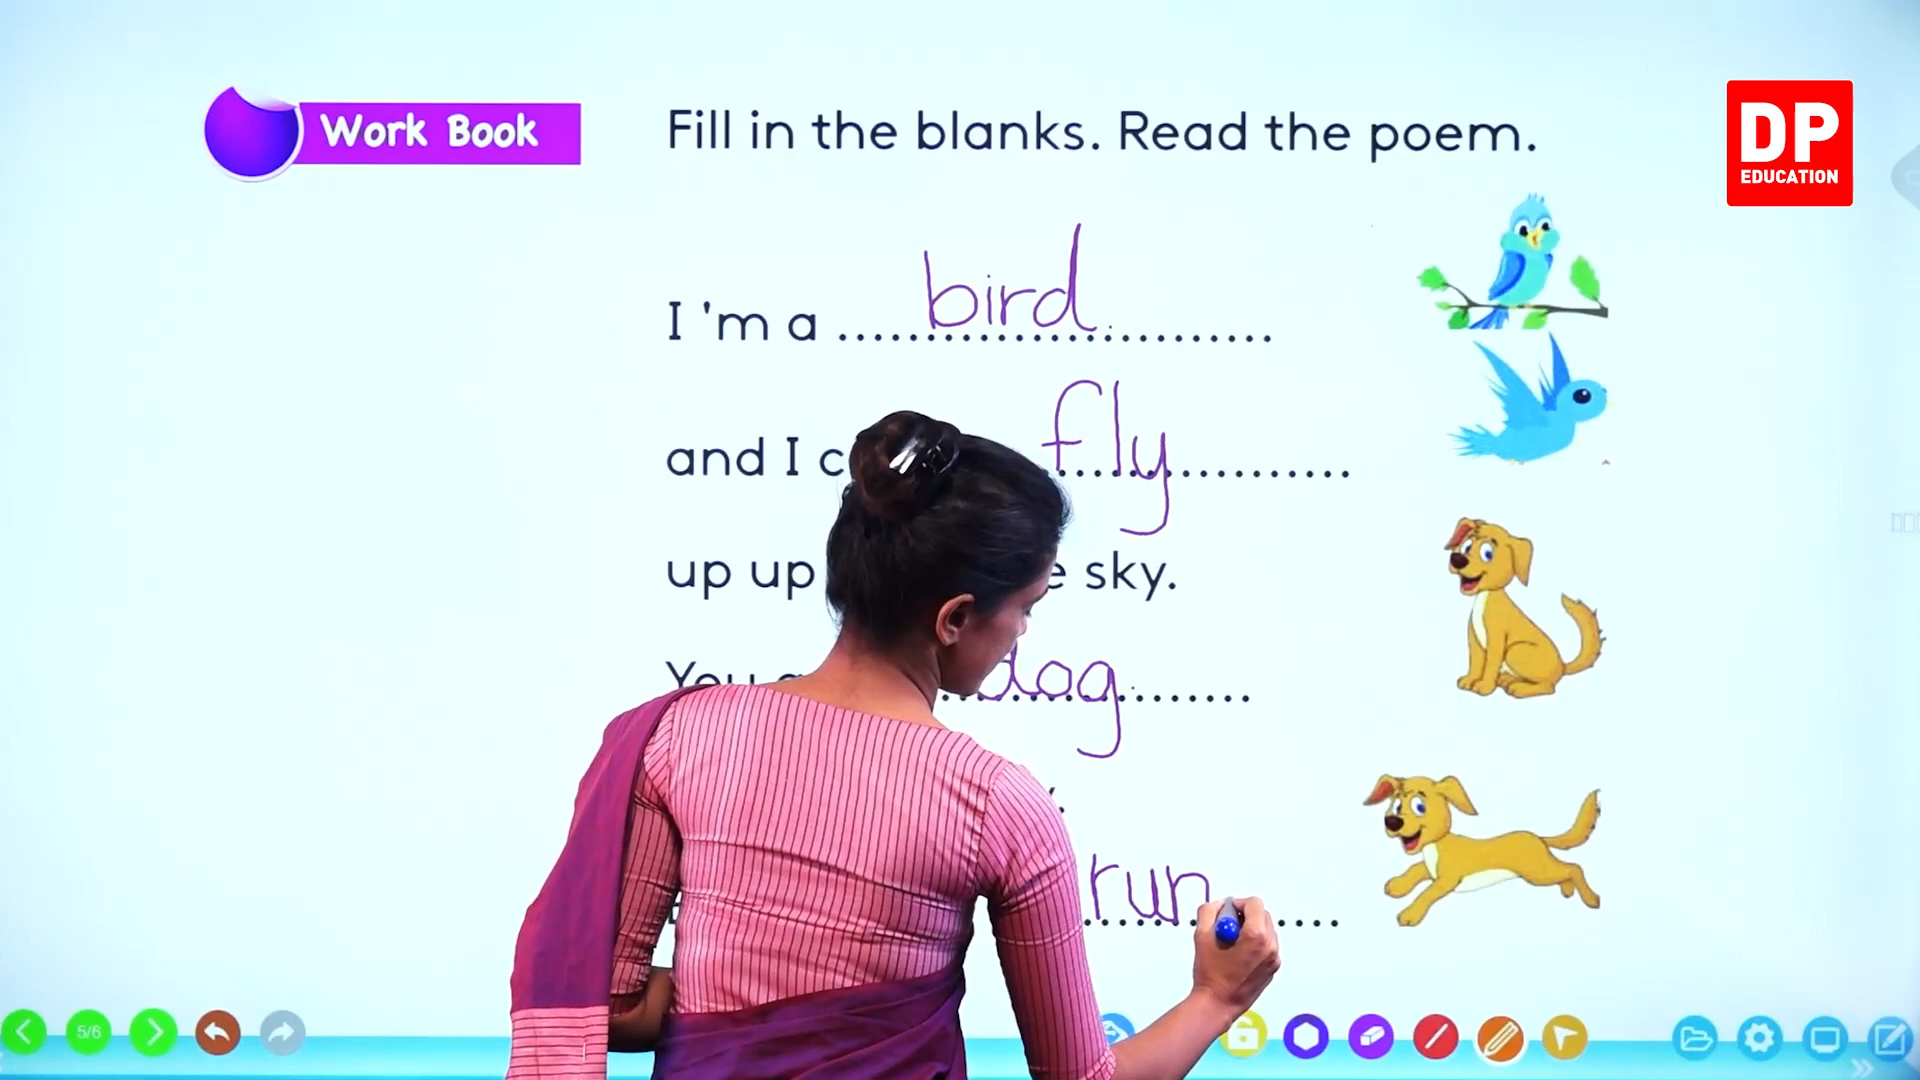 Work Book
Fill in the blanks. Read the poem.
DP
EDUCATION
I 'm a ....bird....
and I c fly
up up e sky.
You dog
run
5/6